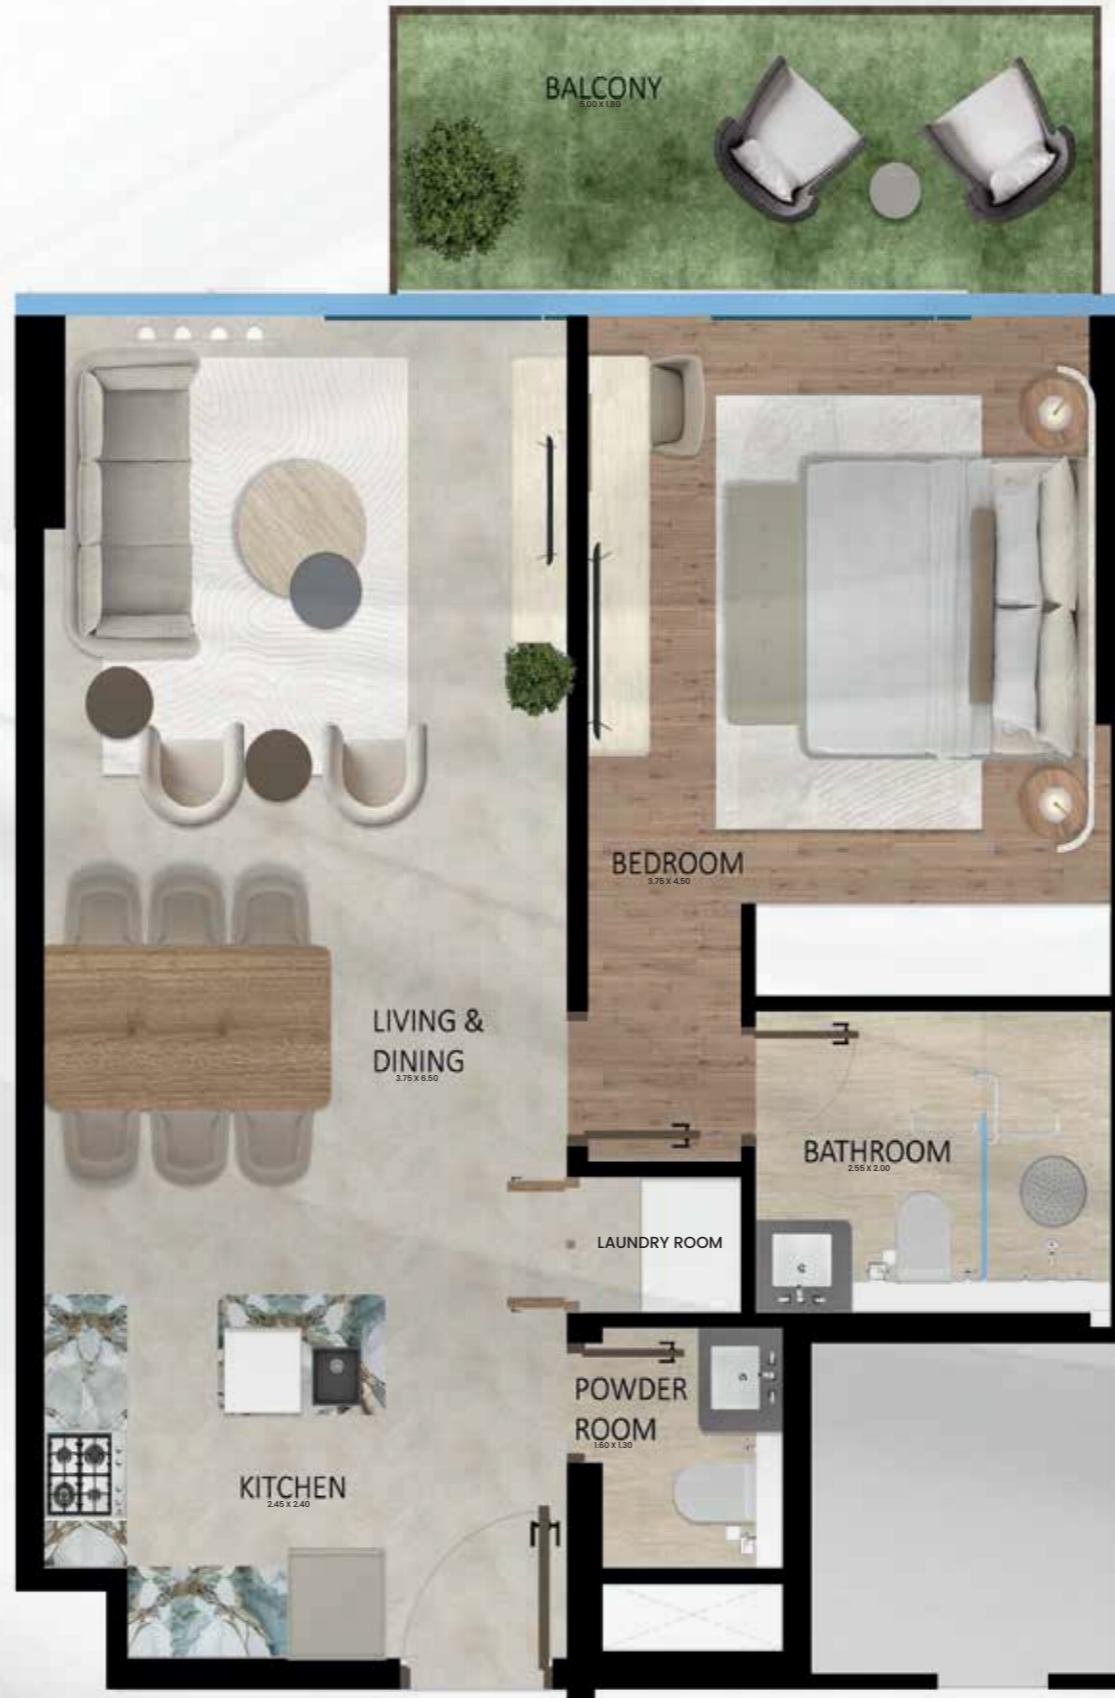 BALCONY
5.00 X 1.80
BEDROOM
3.75 X 4.50
LIVING &
DINING
3.75 X 6.50
BATHROOM
2.55 X 2.00
LAUNDRY ROOM
POWDER
ROOM
1.60 X 1.30
KITCHEN
2.45 X 2.40